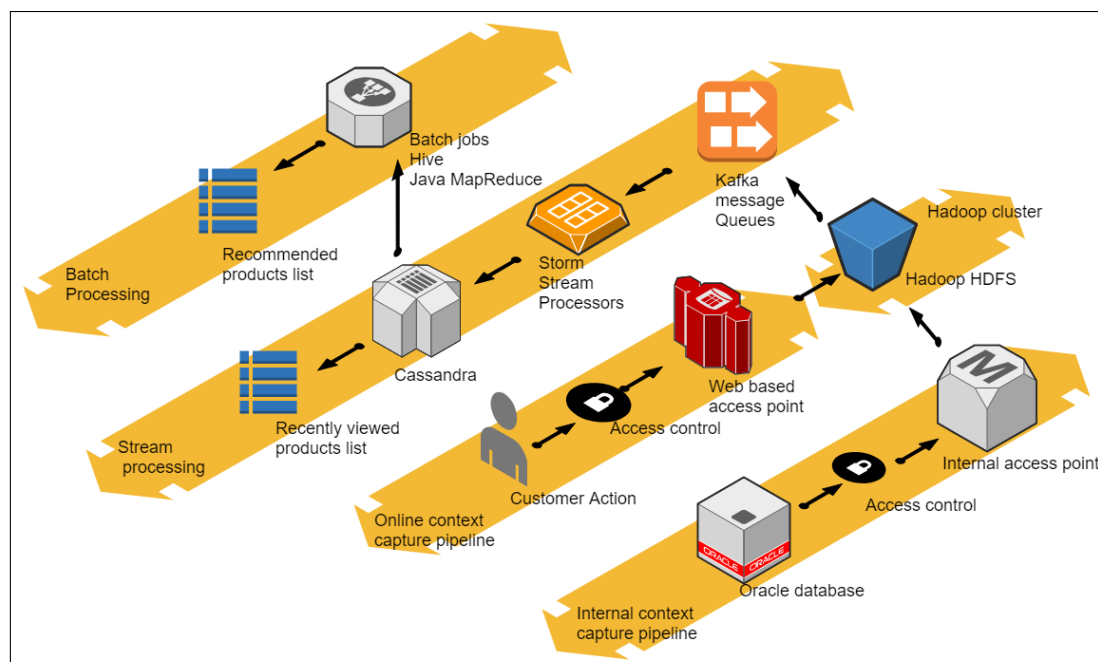 Batch jobs
Hive
Java MapReduce
Recommended
products list
Batch
Processing
Kafka
message
Queues
Storm
Stream
Processors
Cassandra
Recently viewed
products list
Stream
processing
Hadoop cluster
Hadoop HDFS
Web based
access point
Access control
Customer Action
Online context
capture pipeline
M
Internal access point
Access control
ORACLE ORACLE
Oracle database
Internal context
capture pipeline